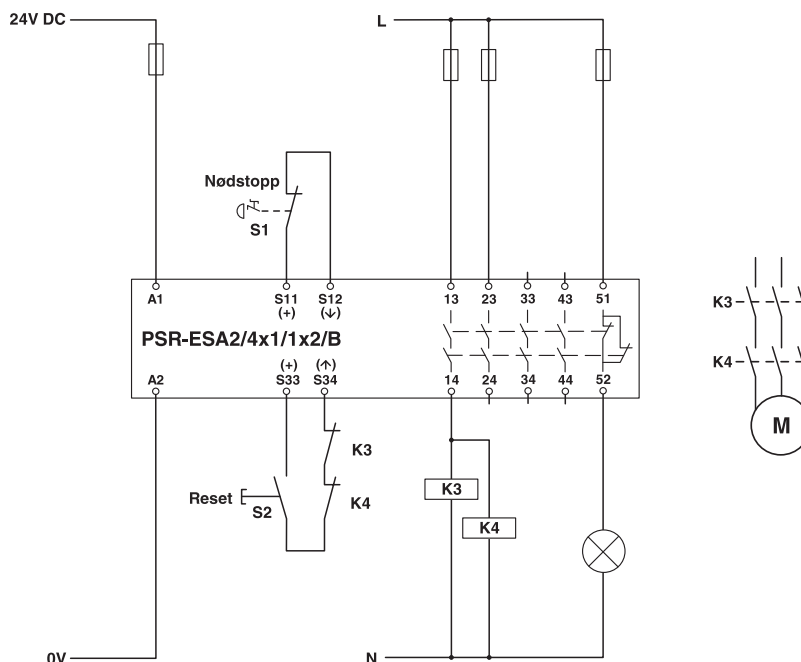 24V DC
L
Nødstopp
S1
A1
S11
(+)
S12
(↓)
13
23
33
43
51
PSR-ESA2/4x1/1x2/B
A2
(+)
S33
(↑)
S34
14
24
34
44
52
K3
K4
Reset
S2
K3
K4
K3
K4
M
0V
N